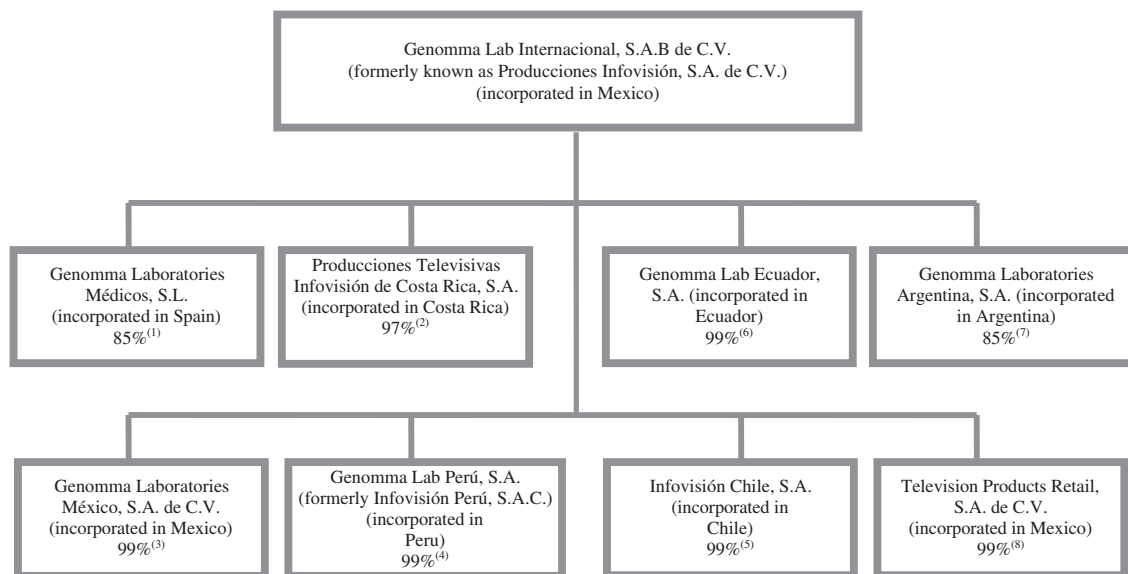 Genomma Lab Internacional, S.A.B de C.V.
(formerly known as Producciones Infovisión, S.A. de C.V.)
(incorporated in Mexico)
Genomma Laboratories
Médicos, S.L.
(incorporated in Spain)
85%(1)
Producciones Televisivas
Infovisión de Costa Rica, S.A.
(incorporated in Costa Rica)
97%(2)
Genomma Lab Ecuador,
S.A. (incorporated in
Ecuador)
99%(6)
Genomma Laboratories
Argentina, S.A. (incorporated
in Argentina)
85%(7)
Genomma Laboratories
México, S.A. de C.V.
(incorporated in Mexico)
99%(3)
Genomma Lab Perú, S.A.
(formerly Infovisión Perú, S.A.C.)
(incorporated in
Peru)
99%(4)
Infovisión Chile, S.A.
(incorporated in
Chile)
99%(5)
Television Products Retail,
S.A. de C.V.
(incorporated in Mexico)
99%(8)